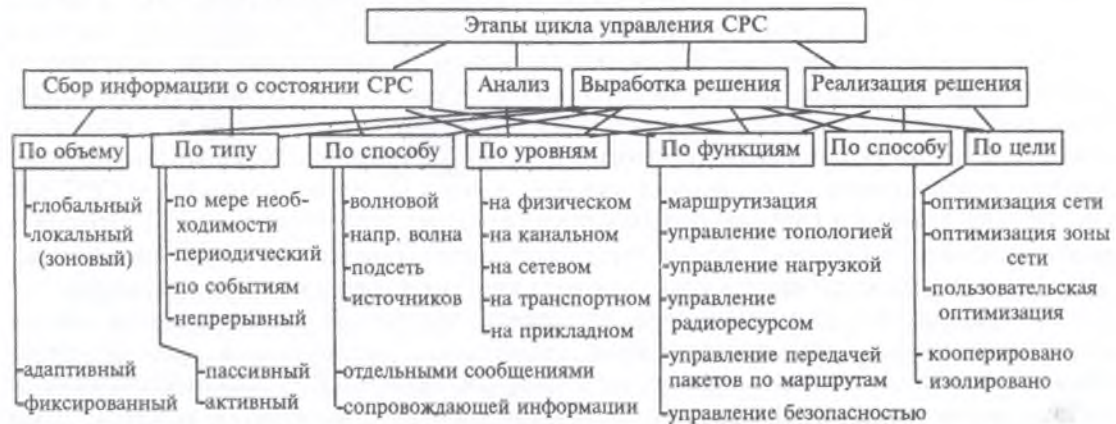 Этапы цикла управления СРС
Сбор информации о состоянии СРС
Анализ
Выработка решения
Реализация решения
По объему
По типу
По способу
По уровням
По функциям
По способу
По цели
-глобальный
-локальный
(зоновый)
-адаптивный
-фиксированный
-по мере необ-
ходимости
-периодический
-по событиям
-непрерывный
-пассивный
-активный
-волновой
-напр. волна
-подсеть
-источников
-отдельными сообщениями
-сопровождающей информации
-на физическом
-на канальном
-на сетевом
-на транспортном
-на прикладном
-маршрутизация
-управление топологией
-управление нагрузкой
-управление
радиоресурсом
-управление передачей
пакетов по маршрутам
-управление безопасностью
-оптимизация сети
-оптимизация зоны
сети
-пользовательская
оптимизация
-кооперировано
-изолировано